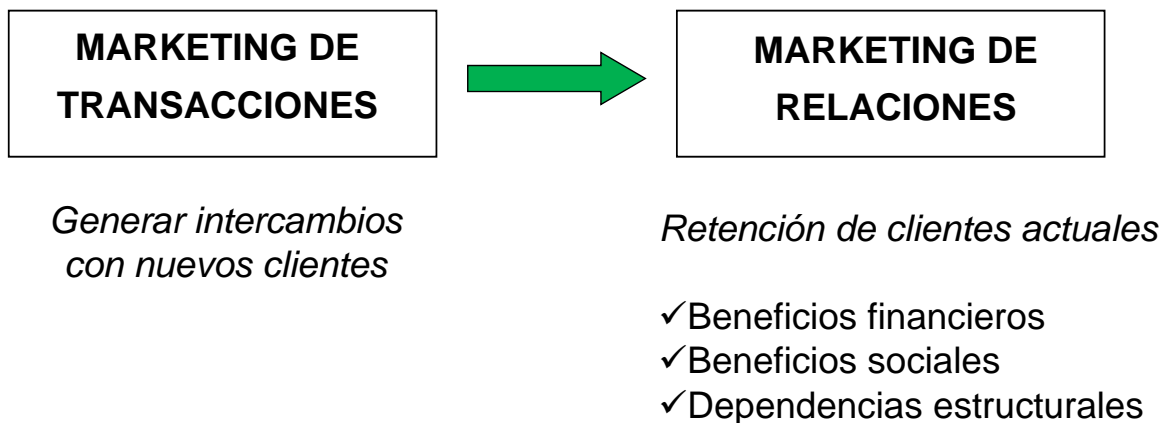 MARKETING DE
TRANSACCIONES
MARKETING DE
RELACIONES
Generar intercambios
con nuevos clientes
Retención de clientes actuales
✓Beneficios financieros
✓Beneficios sociales
✓Dependencias estructurales